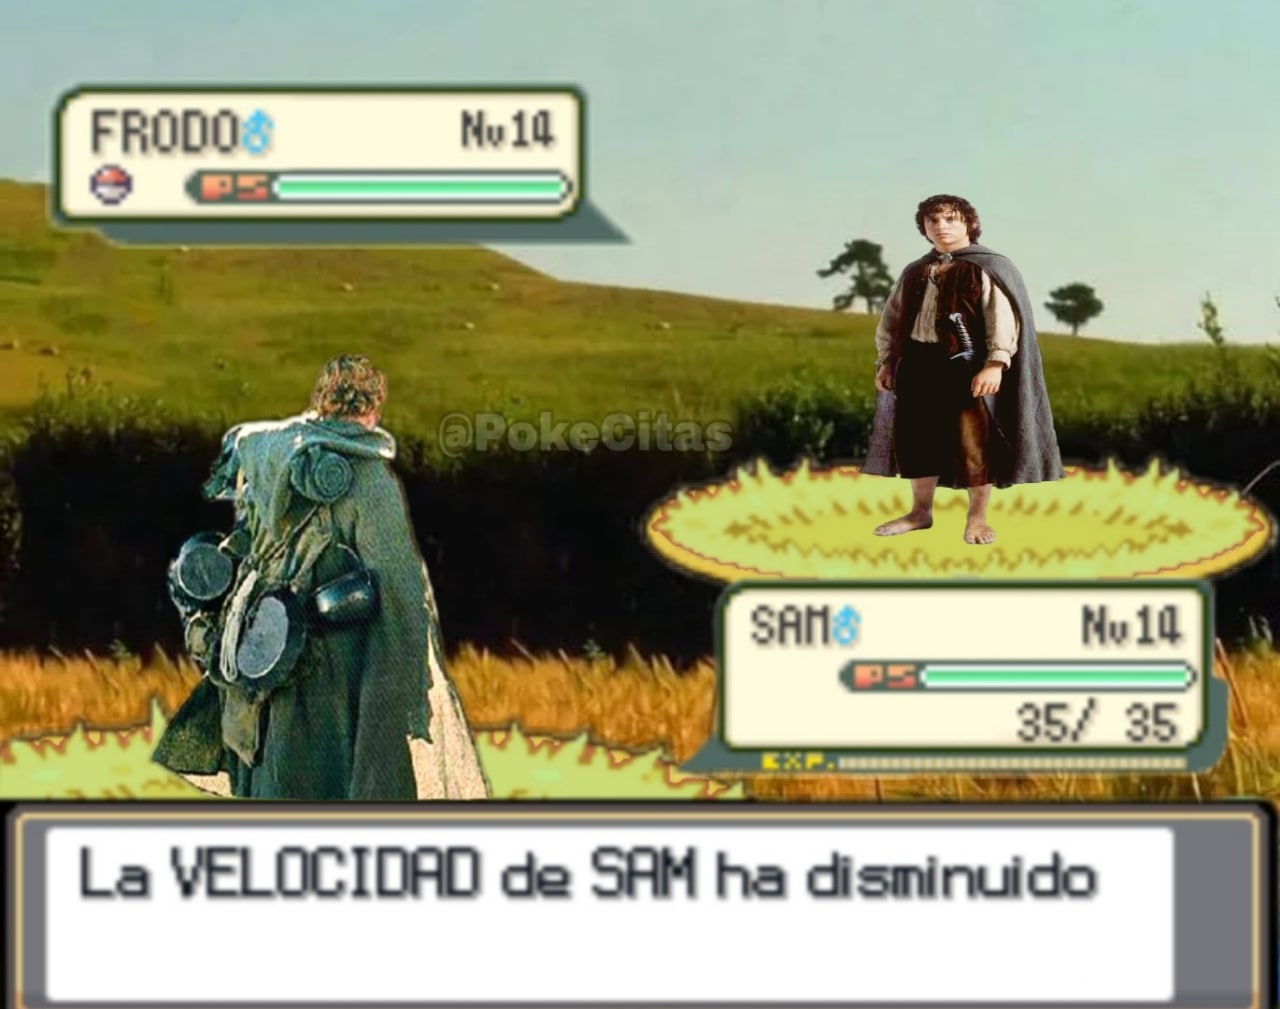 FRODO♂ Nv14
PS
@PokeCitas
SAM♂ Nv14
PS
35/ 35
EXP.
La VELOCIDAD de SAM ha disminuido